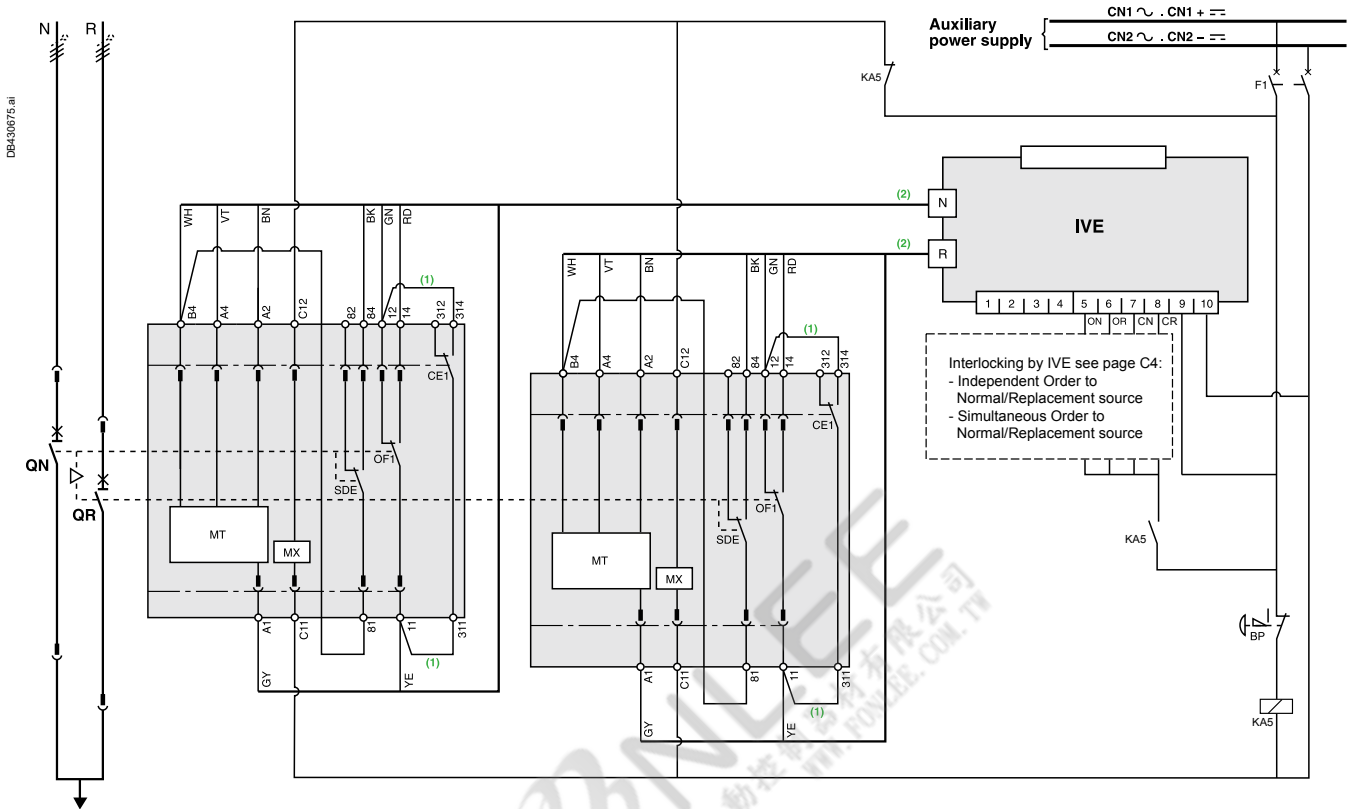 N
R
DB430675.ai
Auxiliary
power supply
CN1 ∿ . CN1 + ⎓
CN2 ∿ . CN2 – ⎓
KA5
F1
(2)
N
(2)
R
IVE
1 2 3 4 5 6 7 8 9 10
ON OR CN CR
Interlocking by IVE see page C4:
- Independent Order to
Normal/Replacement source
- Simultaneous Order to
Normal/Replacement source
KA5
BP
KA5
QN
QR
WH VT BN BK GN RD
(1)
B4 A4 A2 C12 82 84 12 14 312 314
CE1
OF1
SDE
MT
MX
A1 C11 81 11 311
(1)
GY YE
WH VT BN BK GN RD
(1)
B4 A4 A2 C12 82 84 12 14 312 314
CE1
OF1
SDE
MT
MX
A1 C11 81 11 311
(1)
GY YE
WWW.FONLEE.COM.TW